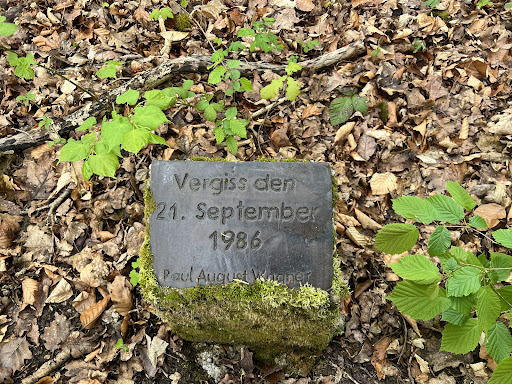 Vergiss den
21. September
1986
Paul August Wagner